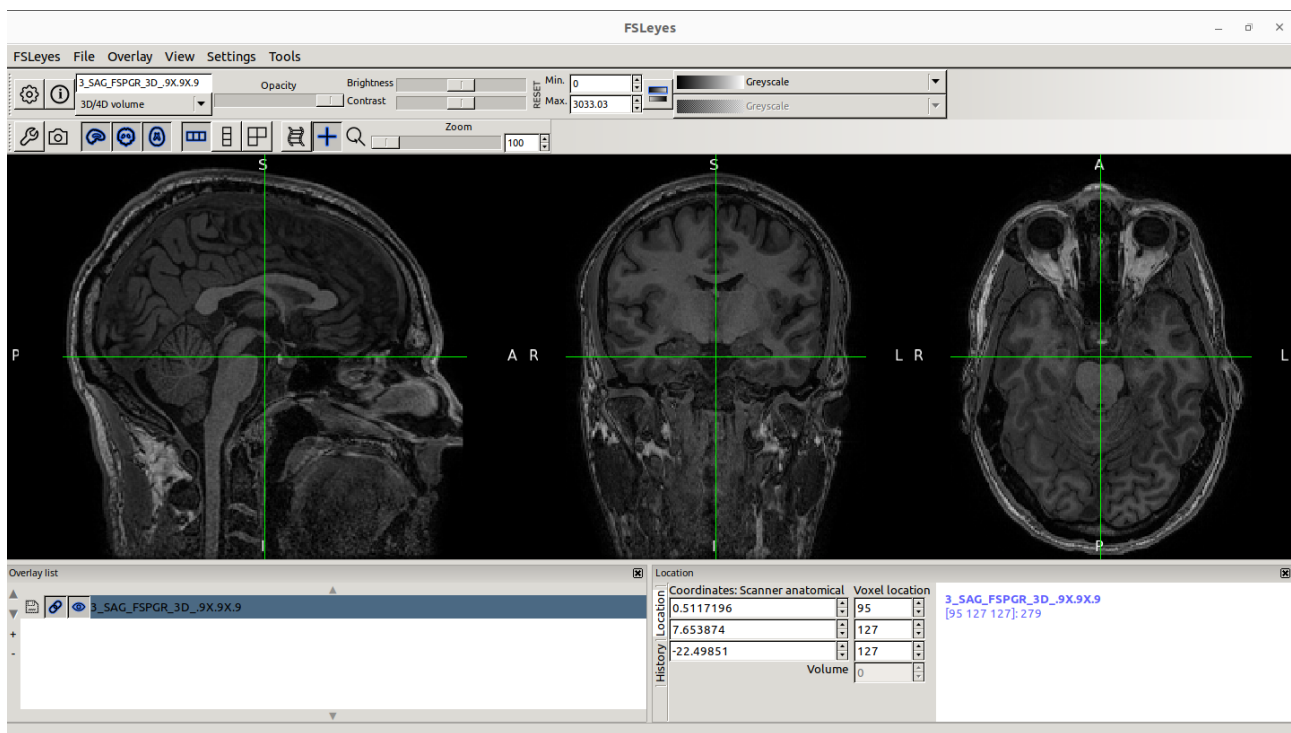 FSLeyes
FSLeyes File Overlay View Settings Tools
3_SAG_FSPGR_3D_.9X.9X.9
3D/4D volume
Opacity
Brightness
Contrast
RESET
Min. 0
Max. 3033.03
Greyscale
Greyscale
Zoom
100
S S A
P A R L R L
I I P
Overlay list
3_SAG_FSPGR_3D_.9X.9X.9
Location
Location
History
Coordinates: Scanner anatomical Voxel location
0.5117196 95
7.653874 127
-22.49851 127
Volume 0
3_SAG_FSPGR_3D_.9X.9X.9
[95 127 127]: 279